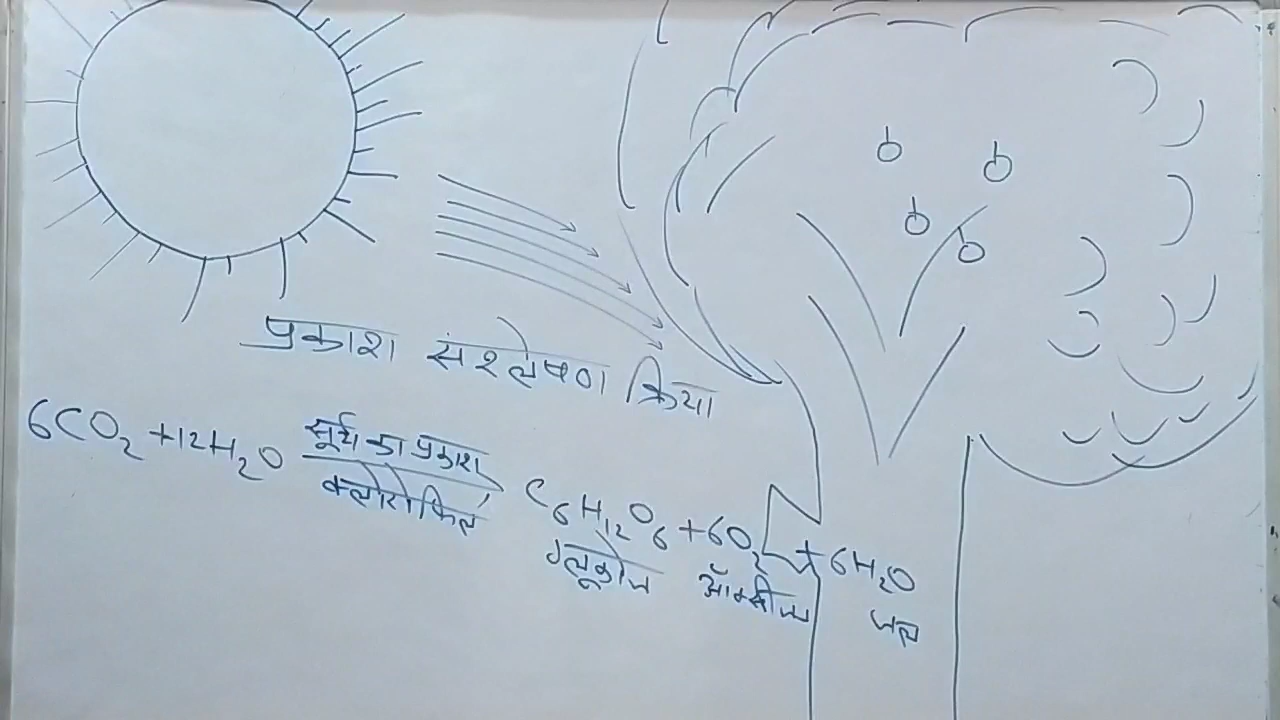 प्रकाश संश्लेषण क्रिया
6CO₂ + 12H₂O सूर्य का प्रकाश क्लोरोफिल C₆H₁₂O₆ + 6O₂ + 6H₂O
ग्लूकोज ऑक्सीजन जल